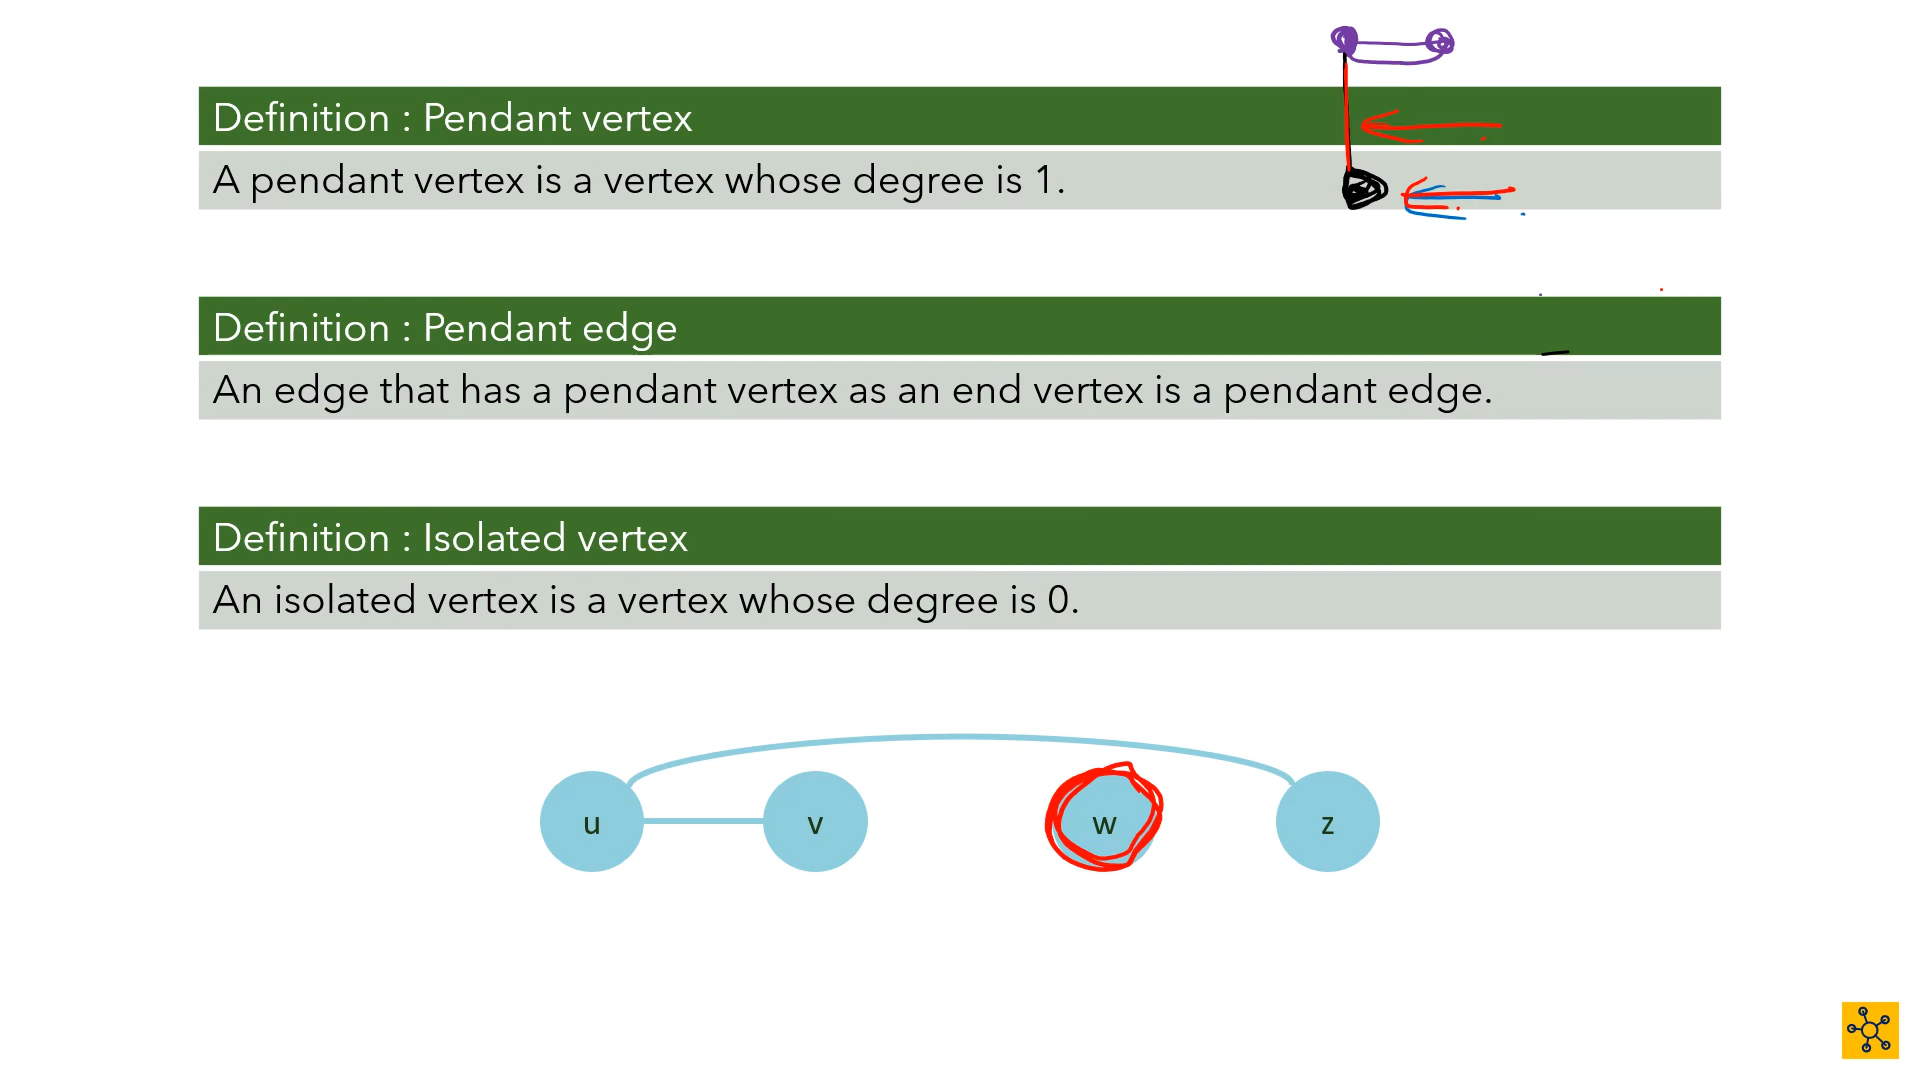 Definition : Pendant vertex
A pendant vertex is a vertex whose degree is 1.
Definition : Pendant edge
An edge that has a pendant vertex as an end vertex is a pendant edge.
Definition : Isolated vertex
An isolated vertex is a vertex whose degree is 0.
u v w z